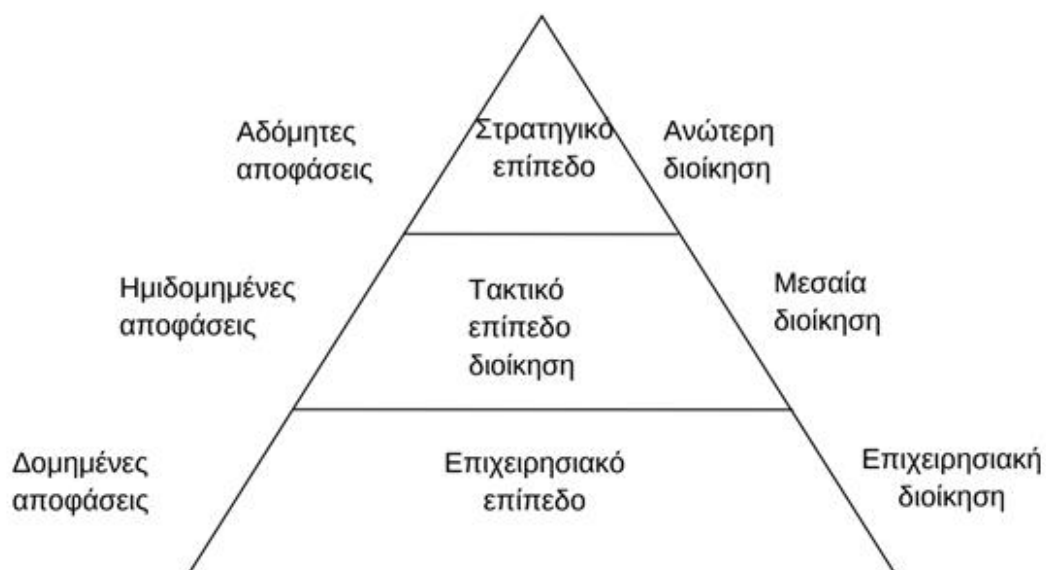 Αδόμητες
αποφάσεις
Στρατηγικό
επίπεδο
Ανώτερη
διοίκηση
Ημιδομημένες
αποφάσεις
Τακτικό
επίπεδο
διοίκηση
Μεσαία
διοίκηση
Δομημένες
αποφάσεις
Επιχειρησιακό
επίπεδο
Επιχειρησιακή
διοίκηση